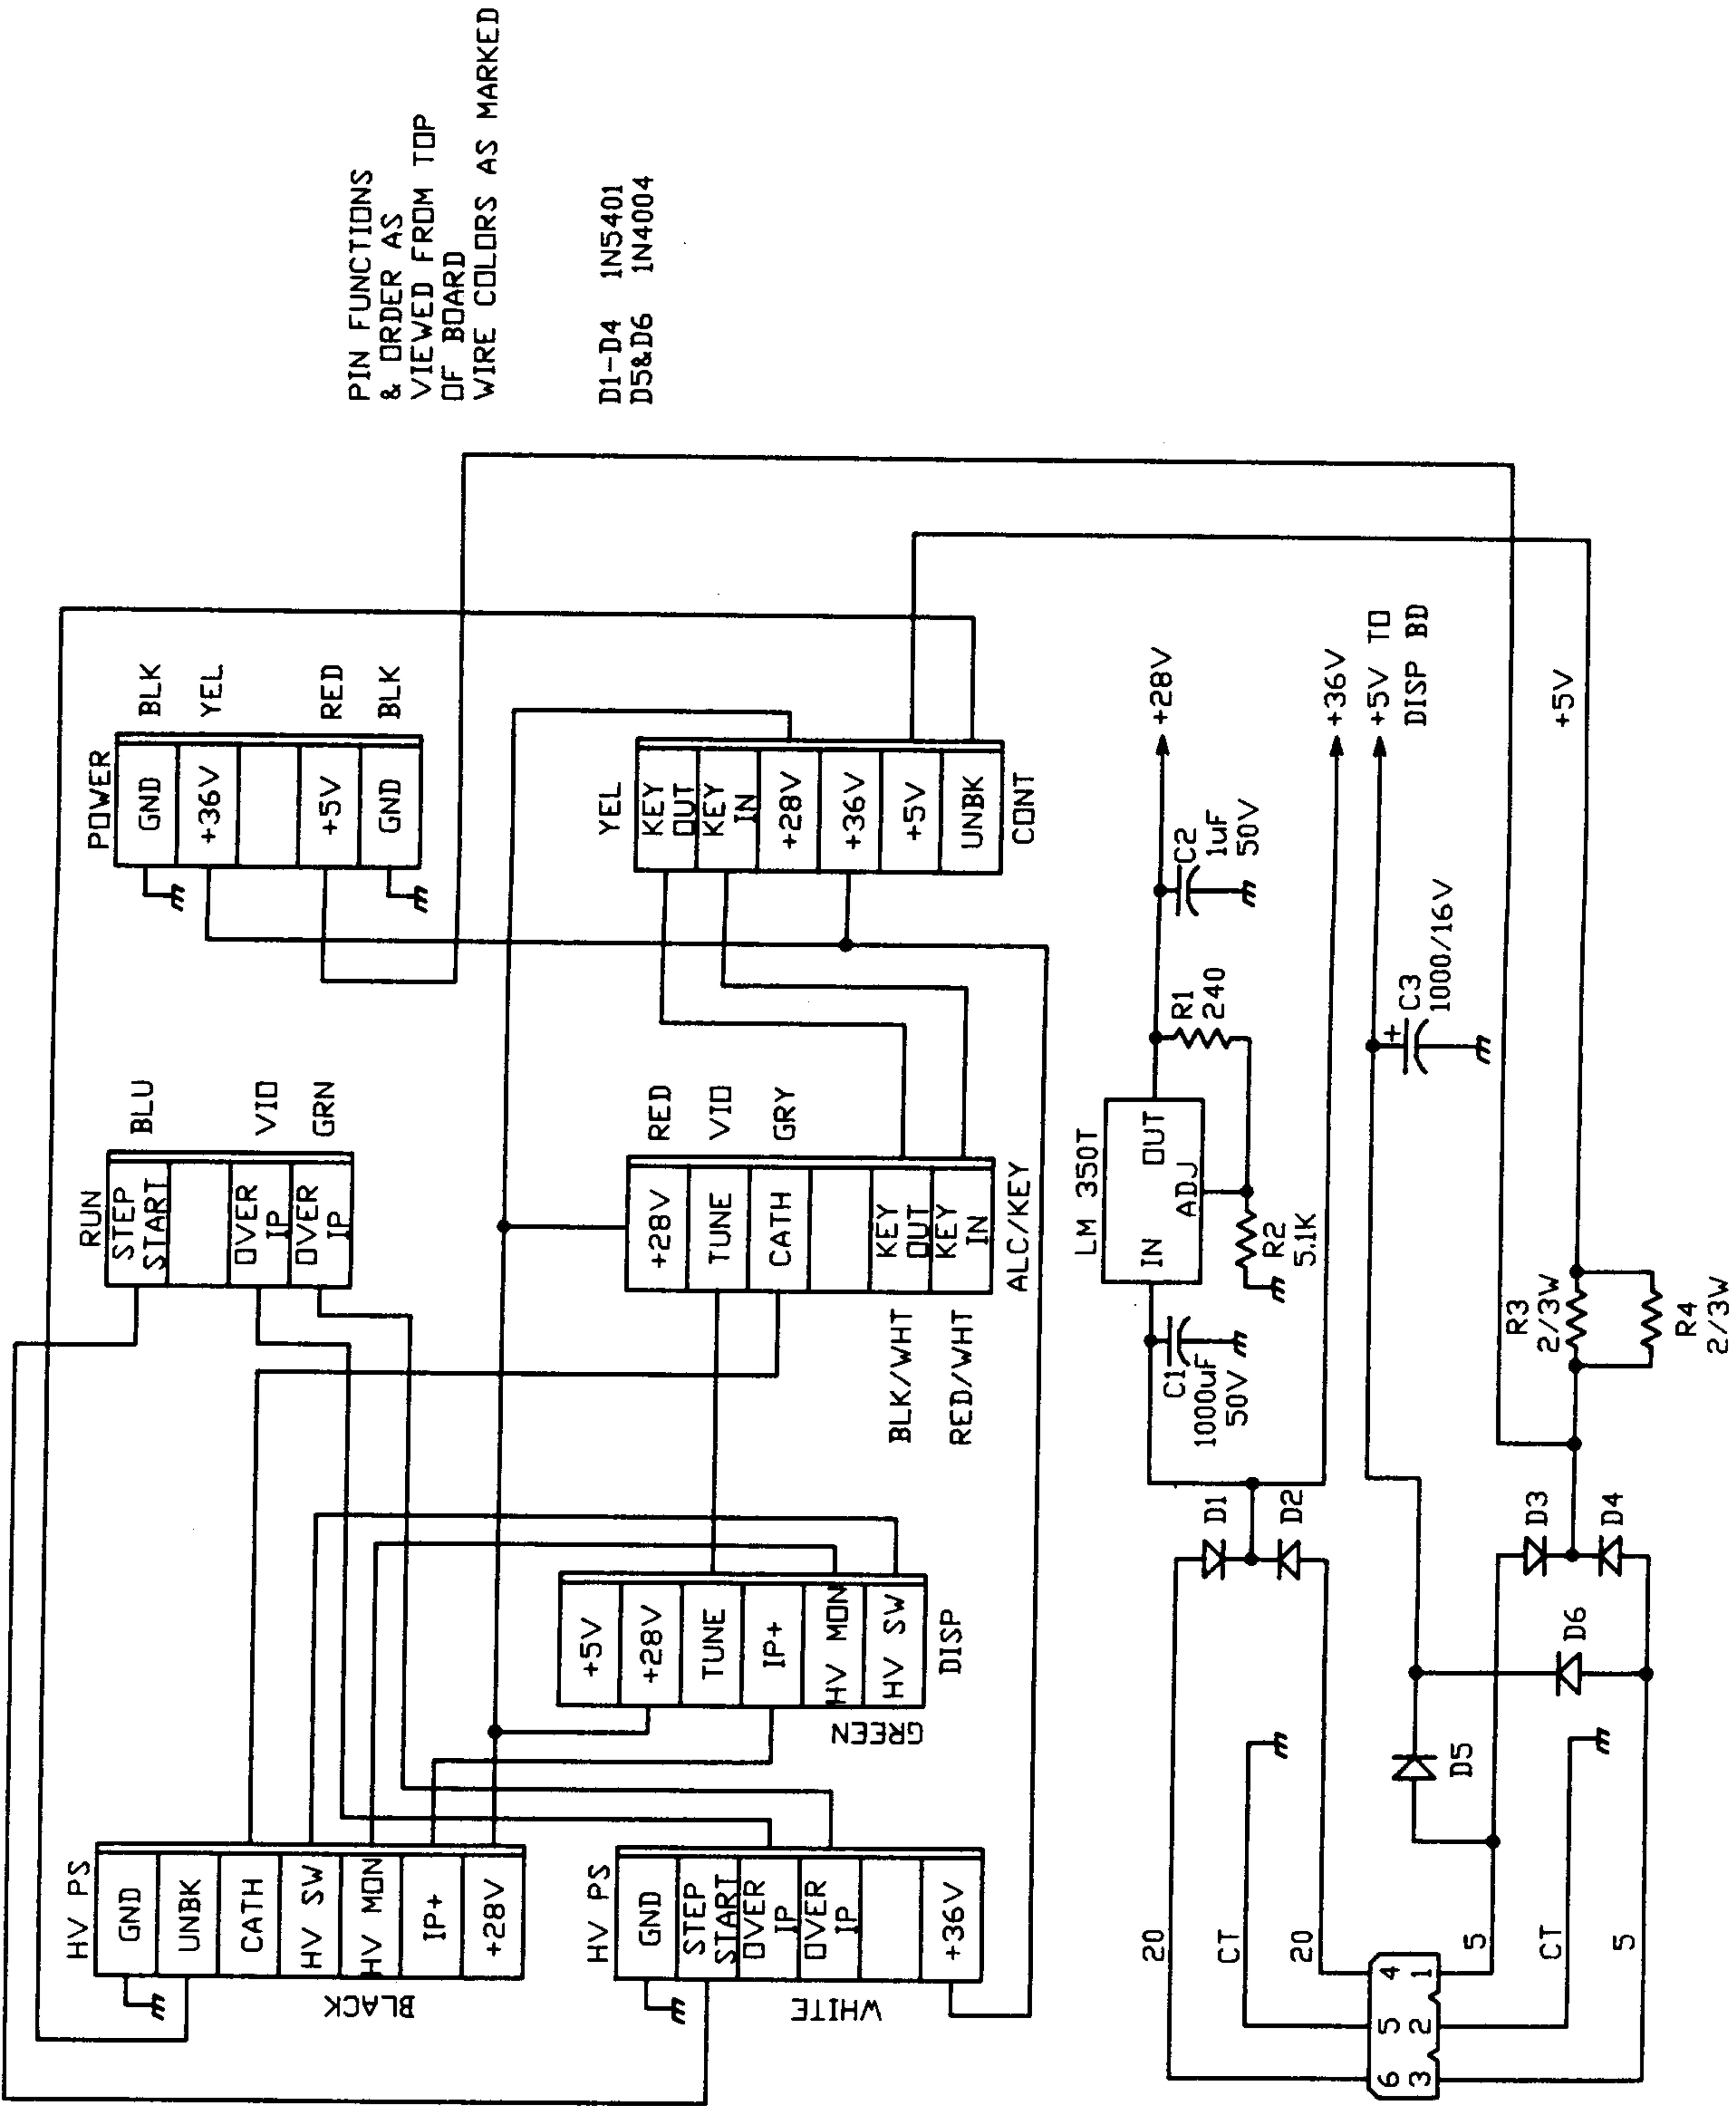 PIN FUNCTIONS
& ORDER AS
VIEWED FROM TOP
OF BOARD
WIRE COLORS AS MARKED
D1-D4 1N5401
D5&D6 1N4004
HV PS
GND
UNBK
CATH
HV SW
HV MON
IP+
+28V
BLACK
RUN
STEP
START
OVER
IP
OVER
IP
BLU
VIO
GRN
POWER
GND
+36V
+5V
GND
BLK
YEL
RED
BLK
HV PS
GND
STEP
START
OVER
IP
OVER
IP
+36V
WHITE
+5V
+28V
TUNE
IP+
HV MON
HV SW
DISP
GREEN
+28V
TUNE
CATH
KEY
OUT
KEY
IN
ALC/KEY
RED
VIO
GRY
BLK/WHT
RED/WHT
YEL
KEY
OUT
KEY
IN
+28V
+36V
+5V
UNBK
CONT
20
CT
20
D1
D2
C1
1000uF
50V
LM 350T
IN
OUT
ADJ
R1
240
R2
5.1K
C2
1uF
50V
+28V
+36V
+5V TO
DISP BD
C3
1000/16V
+
6 5 4
3 2 1
5
CT
5
D5
D6
D3
D4
R3
2/3W
R4
2/3W
+5V